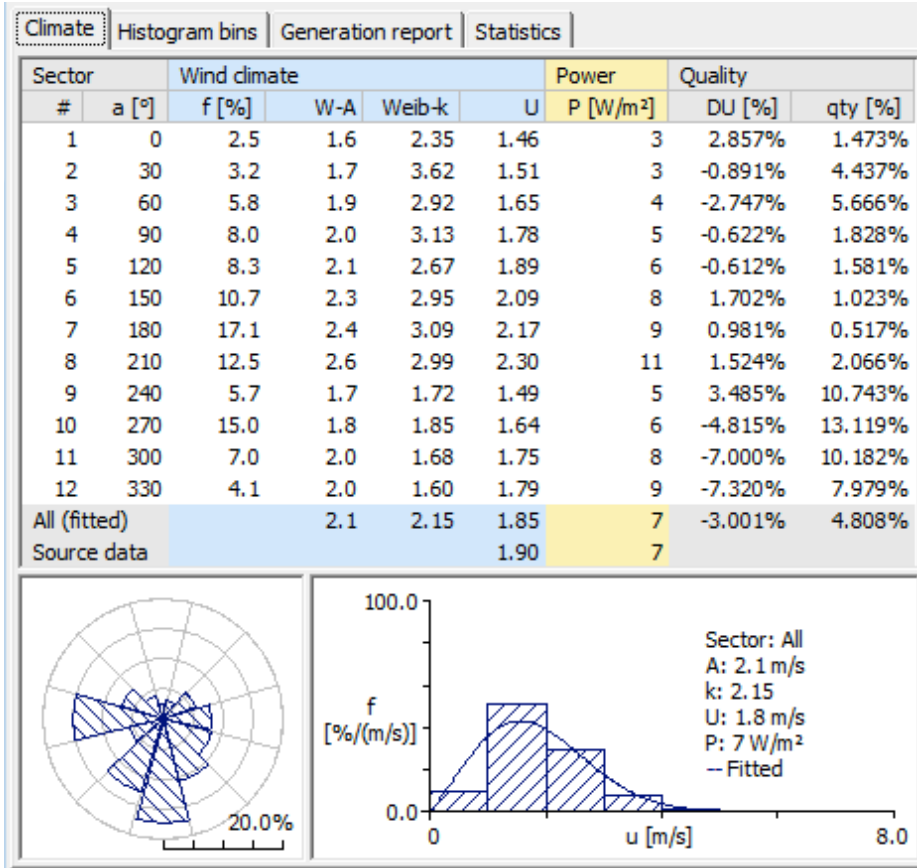 Climate Histogram bins Generation report Statistics
Sector Wind climate Power Quality
# a [°] f [%] W-A Weib-k U P [W/m²] DU [%] qty [%]
1 0 2.5 1.6 2.35 1.46 3 2.857% 1.473%
2 30 3.2 1.7 3.62 1.51 3 -0.891% 4.437%
3 60 5.8 1.9 2.92 1.65 4 -2.747% 5.666%
4 90 8.0 2.0 3.13 1.78 5 -0.622% 1.828%
5 120 8.3 2.1 2.67 1.89 6 -0.612% 1.581%
6 150 10.7 2.3 2.95 2.09 8 1.702% 1.023%
7 180 17.1 2.4 3.09 2.17 9 0.981% 0.517%
8 210 12.5 2.6 2.99 2.30 11 1.524% 2.066%
9 240 5.7 1.7 1.72 1.49 5 3.485% 10.743%
10 270 15.0 1.8 1.85 1.64 6 -4.815% 13.119%
11 300 7.0 2.0 1.68 1.75 8 -7.000% 10.182%
12 330 4.1 2.0 1.60 1.79 9 -7.320% 7.979%
All (fitted) 2.1 2.15 1.85 7 -3.001% 4.808%
Source data 1.90 7
20.0%
100.0
f
[%/(m/s)]
0.0
0 u [m/s] 8.0
Sector: All
A: 2.1 m/s
k: 2.15
U: 1.8 m/s
P: 7 W/m²
-- Fitted